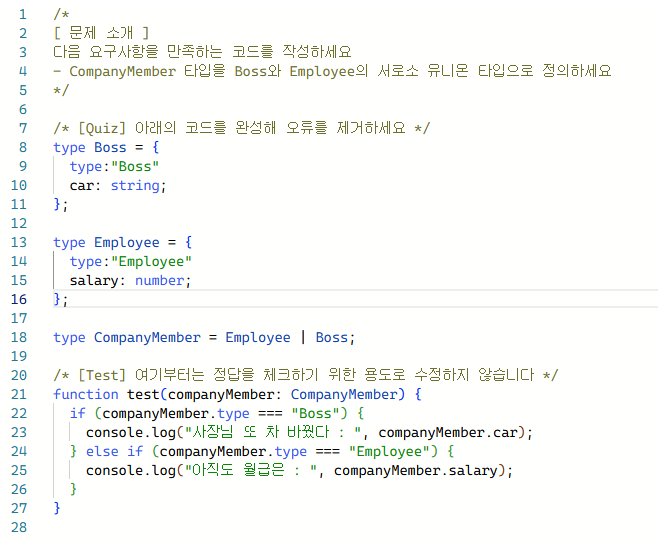 1 /*
2 [ 문제 소개 ]
3 다음 요구사항을 만족하는 코드를 작성하세요
4 - CompanyMember 타입을 Boss와 Employee의 서로소 유니온 타입으로 정의하세요
5 */
6
7 /* [Quiz] 아래의 코드를 완성해 오류를 제거하세요 */
8 type Boss = {
9   type:"Boss"
10   car: string;
11 };
12
13 type Employee = {
14   type:"Employee"
15   salary: number;
16 };
17
18 type CompanyMember = Employee | Boss;
19
20 /* [Test] 여기부터는 정답을 체크하기 위한 용도로 수정하지 않습니다 */
21 function test(companyMember: CompanyMember) {
22   if (companyMember.type === "Boss") {
23     console.log("사장님 또 차 바꿨다 : ", companyMember.car);
24   } else if (companyMember.type === "Employee") {
25     console.log("아직도 월급은 : ", companyMember.salary);
26   }
27 }
28